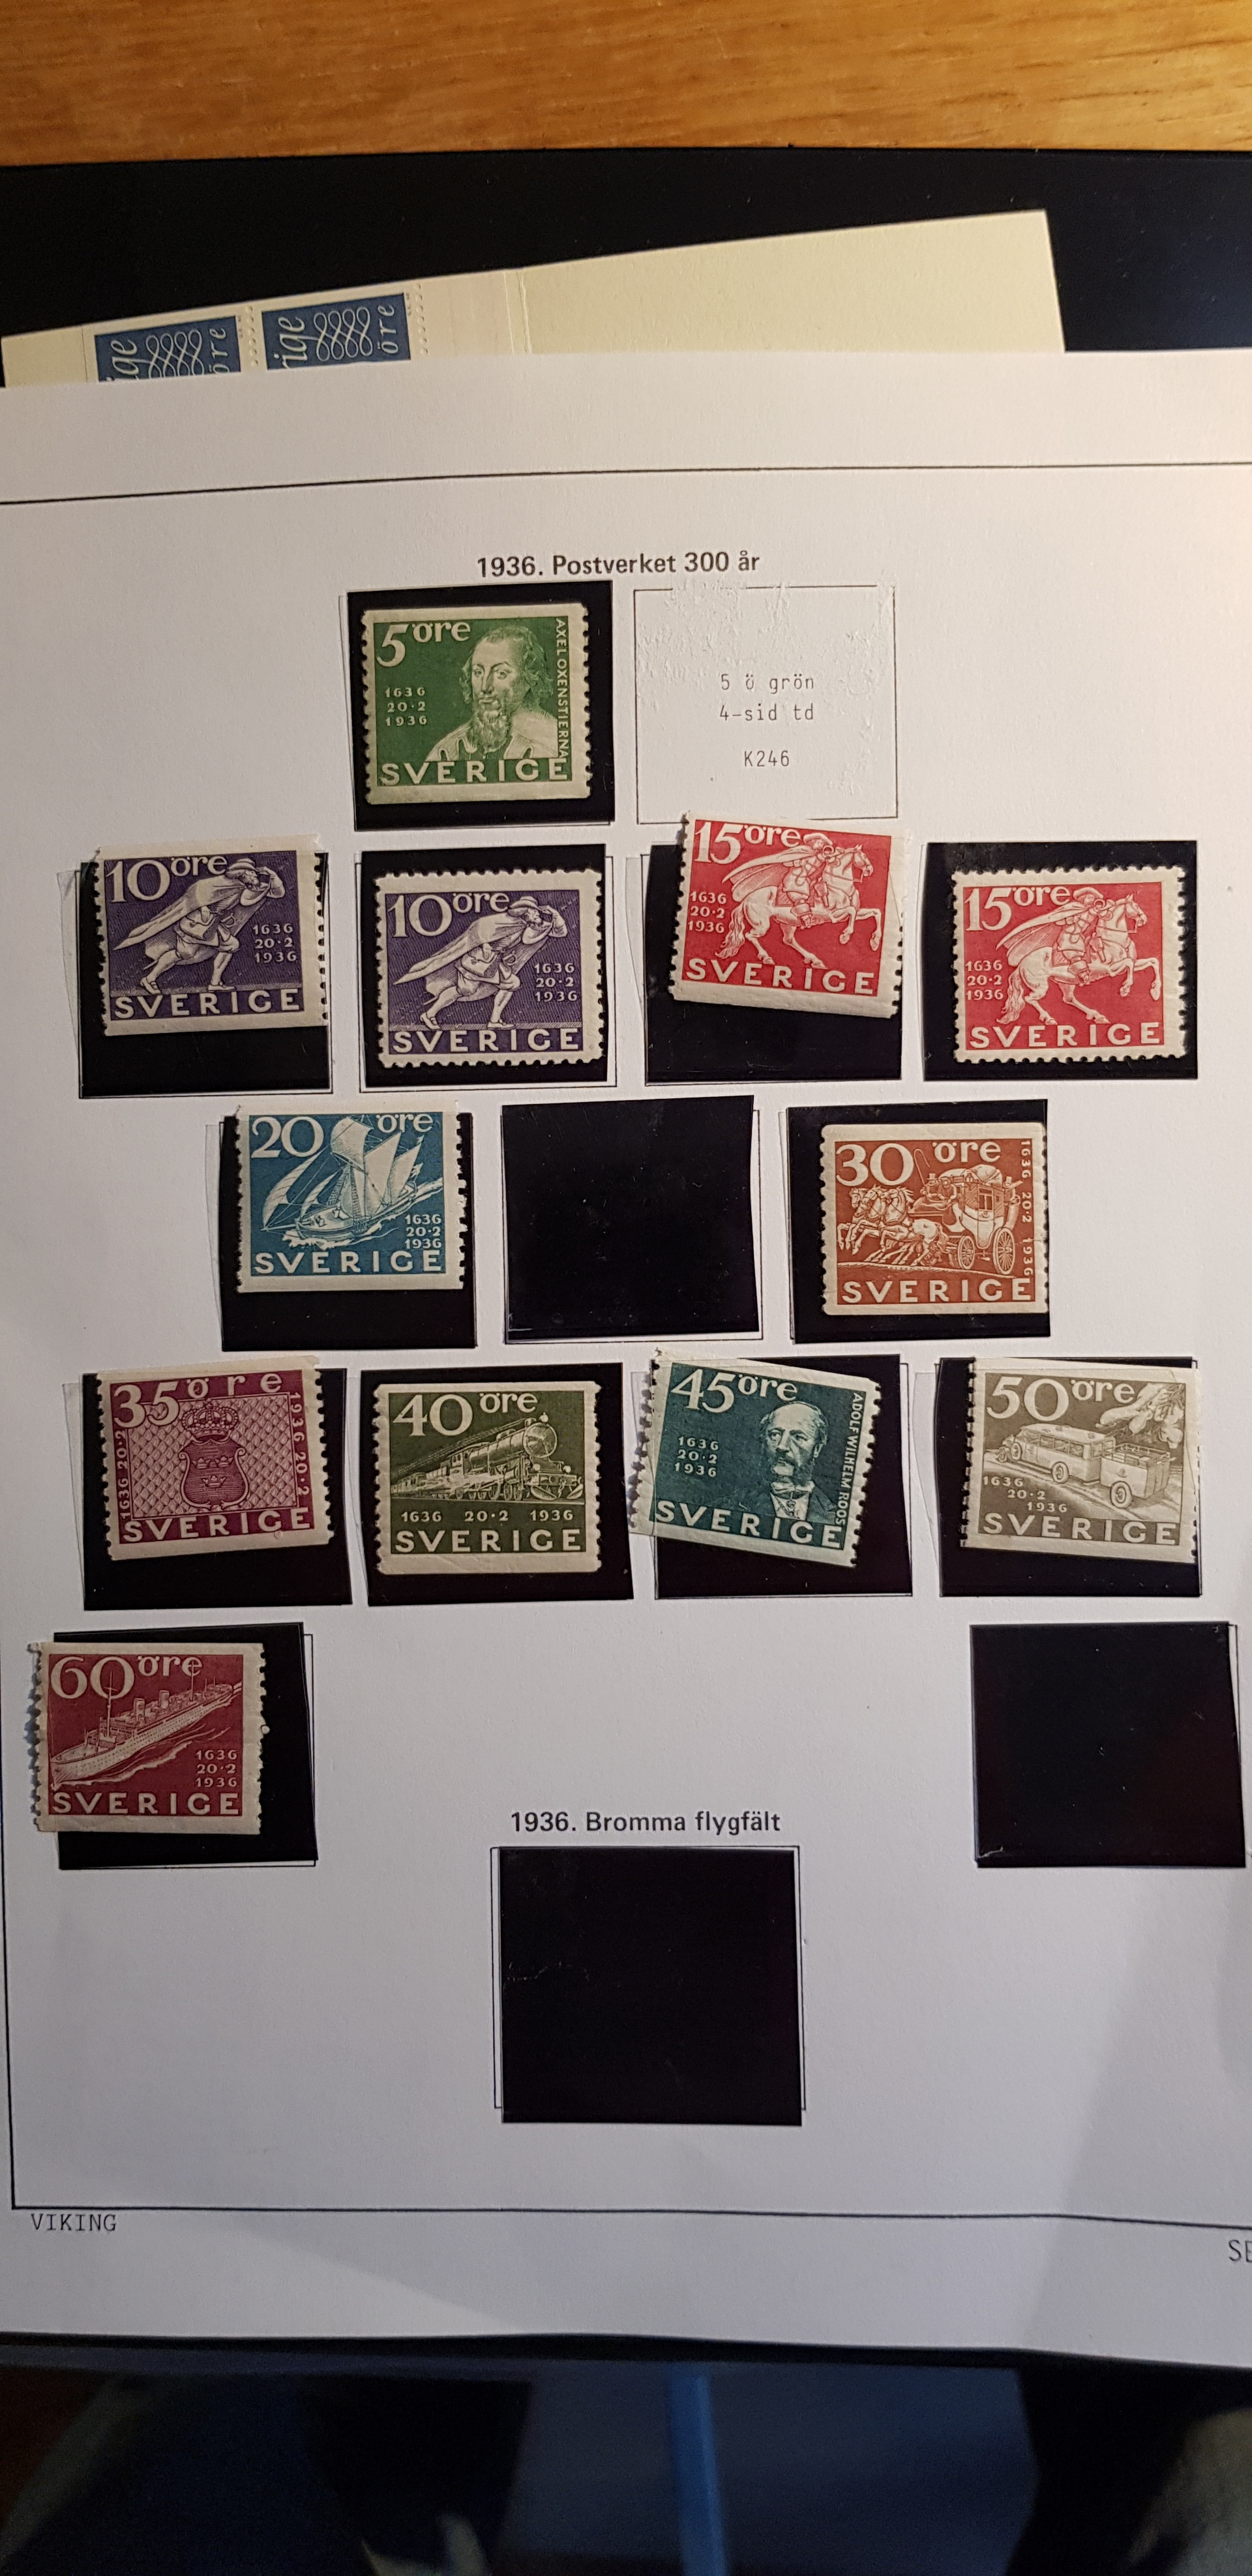 ige
öre
ige
öre
1936. Postverket 300 år
5 öre
AXEL OXENSTIERNA
1636
20·2
1936
SVERIGE
5 ö grön
4-sid td
K246
10 öre
1636
20·2
1936
SVERIGE
10 öre
1636
20·2
1936
SVERIGE
15 öre
1636
20·2
1936
SVERIGE
15 öre
1636
20·2
1936
SVERIGE
20 öre
1636
20·2
1936
SVERIGE
30 öre
1636 20·2 1936
SVERIGE
35 öre
1636 20·2
1936 20·2
SVERIGE
40 öre
1636 20·2 1936
SVERIGE
45 öre
ADOLF WILHELM ROOS
1636
20·2
1936
SVERIGE
50 öre
1636
20·2
1936
SVERIGE
60 öre
1636
20·2
1936
SVERIGE
1936. Bromma flygfält
VIKING
SE